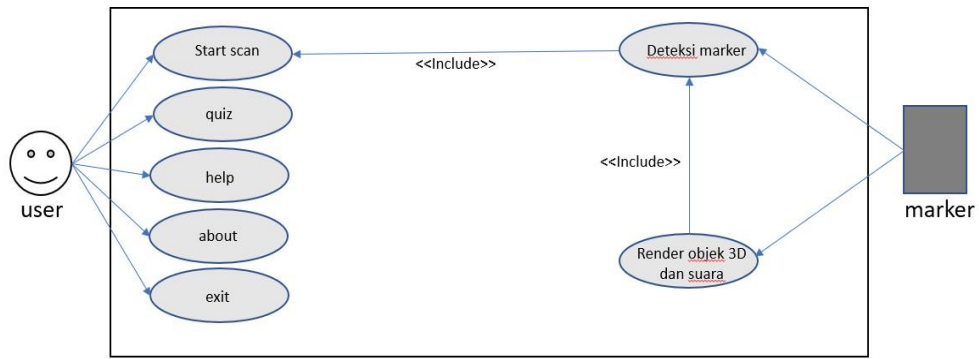 Start scan
<<Include>>
Deteksi marker
quiz
<<Include>>
help
user
marker
about
Render objek 3D
dan suara
exit